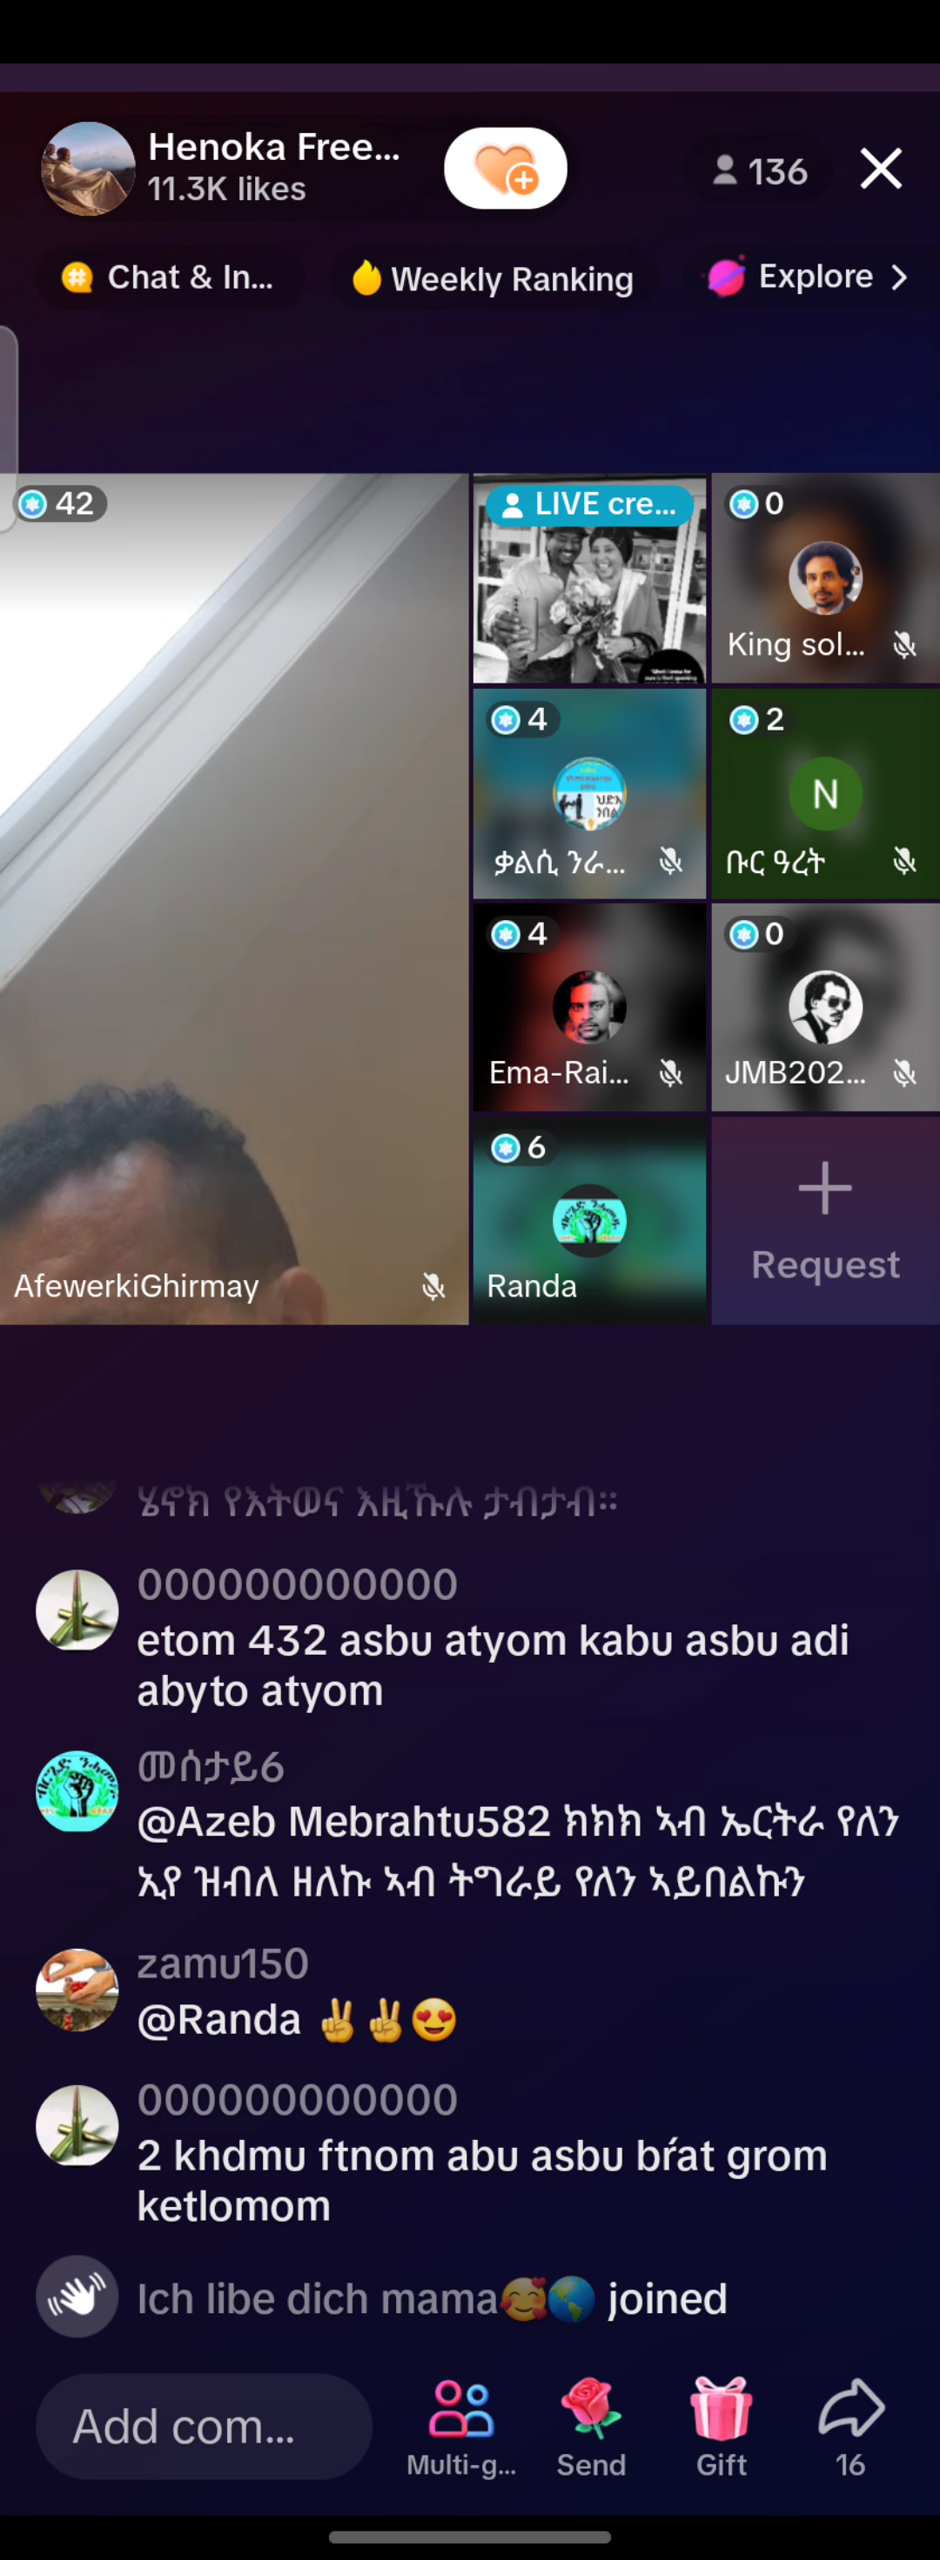 Henoka Free...
11.3K likes
136
Chat & In...
Weekly Ranking
Explore
42
LIVE cre...
0
King sol...
4
ቃልሲ ንራ...
2
N
ቡር ዓረት
4
Ema-Rai...
0
JMB202...
6
Randa
Request
AfewerkiGhirmay
ሄኖክ የእትወና እዚኹሉ ታብታብ።
000000000000
etom 432 asbu atyom kabu asbu adi
abyto atyom
መሰታይ6
@Azeb Mebrahtu582 ክክክ ኣብ ኤርትራ የለን
ኢየ ዝብለ ዘለኹ ኣብ ትግራይ የለን ኣይበልኩን
zamu150
@Randa ✌️✌️😍
000000000000
2 khdmu ftnom abu asbu bŕat grom
ketlomom
Ich libe dich mama🥰🌎 joined
Add com...
Multi-g...
Send
Gift
16